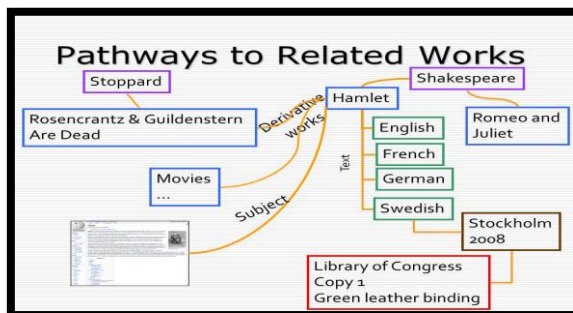 Pathways to Related Works
Stoppard
Shakespeare
Hamlet
Rosencrantz & Guildenstern
Are Dead
Derivative
works
Romeo and
Juliet
English
French
German
Swedish
Text
Movies
...
Subject
Stockholm
2008
Library of Congress
Copy 1
Green leather binding